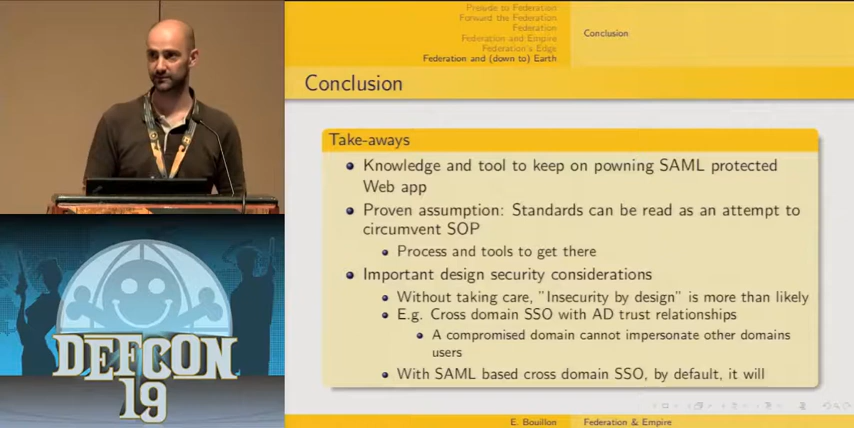 Prelude to Federation
Forward the Federation
Federation
Federation and Empire
Federation's Edge
Federation and (down to) Earth
Conclusion
Conclusion
Take-aways
Knowledge and tool to keep on powning SAML protected
Web app
Proven assumption: Standards can be read as an attempt to
circumvent SOP
Process and tools to get there
Important design security considerations
Without taking care, "Insecurity by design" is more than likely
E.g. Cross domain SSO with AD trust relationships
A compromised domain cannot impersonate other domains
users
With SAML based cross domain SSO, by default, it will
E. Bouillon
Federation & Empire
DEFCON
19